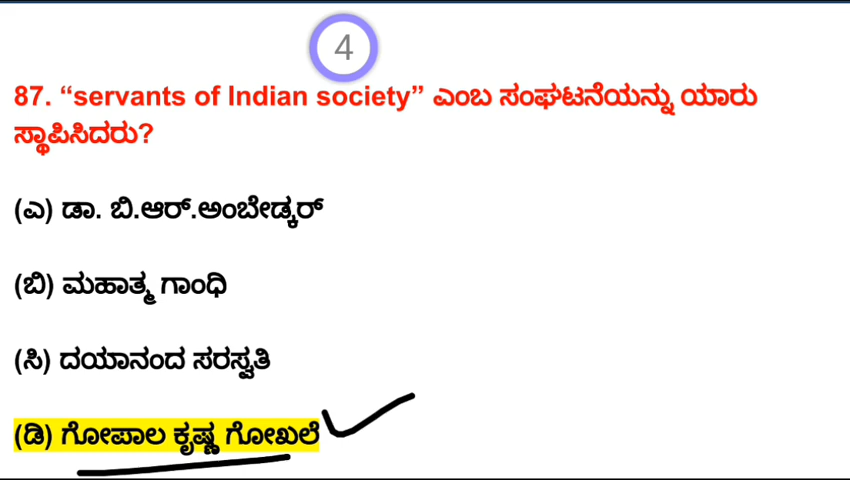 4
87. “servants of Indian society” ಎಂಬ ಸಂಘಟನೆಯನ್ನು ಯಾರು
ಸ್ಥಾಪಿಸಿದರು?
(ಎ) ಡಾ. ಬಿ.ಆರ್.ಅಂಬೇಡ್ಕರ್
(ಬಿ) ಮಹಾತ್ಮ ಗಾಂಧಿ
(ಸಿ) ದಯಾನಂದ ಸರಸ್ವತಿ
(ಡಿ) ಗೋಪಾಲ ಕೃಷ್ಣ ಗೋಖಲೆ